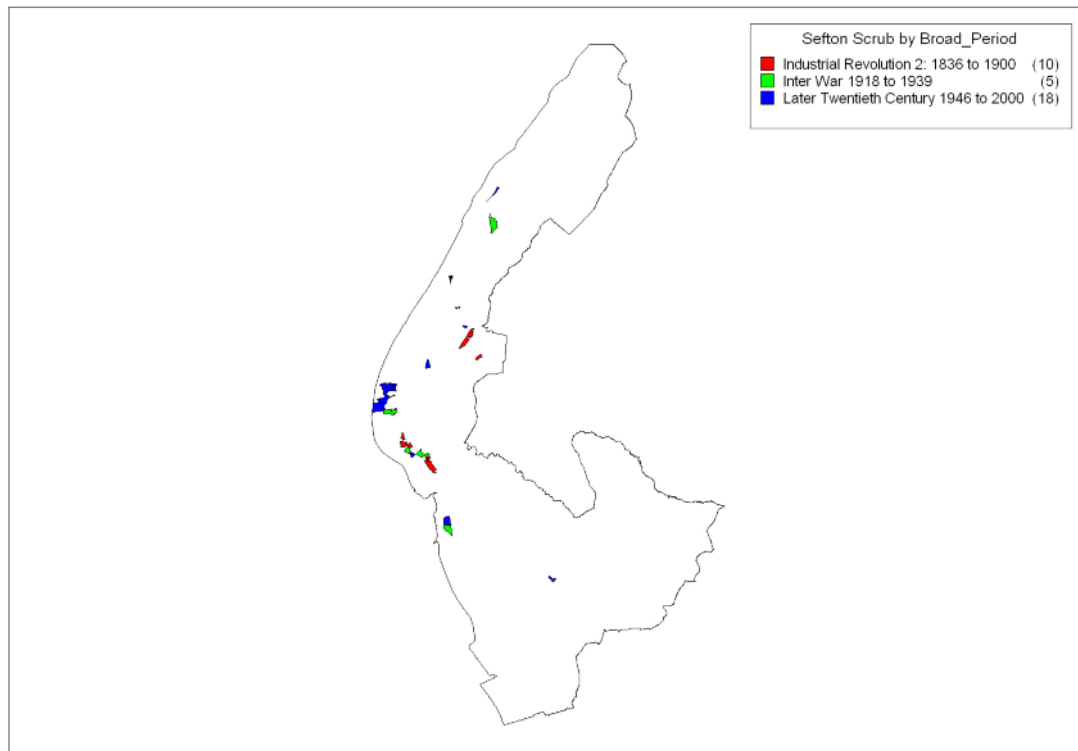 Sefton Scrub by Broad_Period
Industrial Revolution 2: 1836 to 1900 (10)
Inter War 1918 to 1939 (5)
Later Twentieth Century 1946 to 2000 (18)